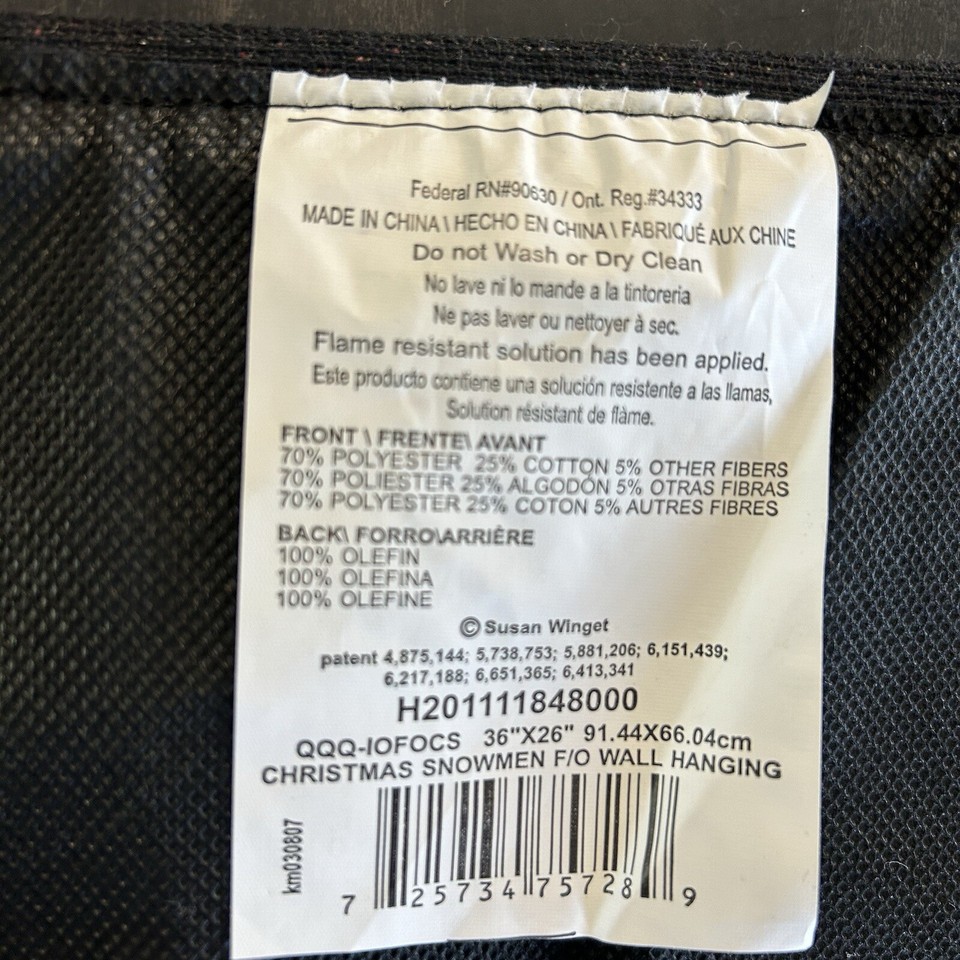 Federal RN#90630 / Ont. Reg.#34333
MADE IN CHINA \ HECHO EN CHINA \ FABRIQUÉ AUX CHINE
Do not Wash or Dry Clean
No lave ni lo mande a la tintoreria
Ne pas laver ou nettoyer à sec.
Flame resistant solution has been applied.
Este producto contiene una solución resistente a las llamas,
Solution résistant de flàme.
FRONT \ FRENTE\ AVANT
70% POLYESTER 25% COTTON 5% OTHER FIBERS
70% POLIESTER 25% ALGODÓN 5% OTRAS FIBRAS
70% POLYESTER 25% COTON 5% AUTRES FIBRES
BACK\ FORRO\ARRIÈRE
100% OLEFIN
100% OLEFINA
100% OLEFINE
© Susan Winget
patent 4,875,144; 5,738,753; 5,881,206; 6,151,439;
6,217,188; 6,651,365; 6,413,341
H201111848000
QQQ-IOFOCS 36"X26" 91.44X66.04cm
CHRISTMAS SNOWMEN F/O WALL HANGING
km030807
7 25734 75728 9